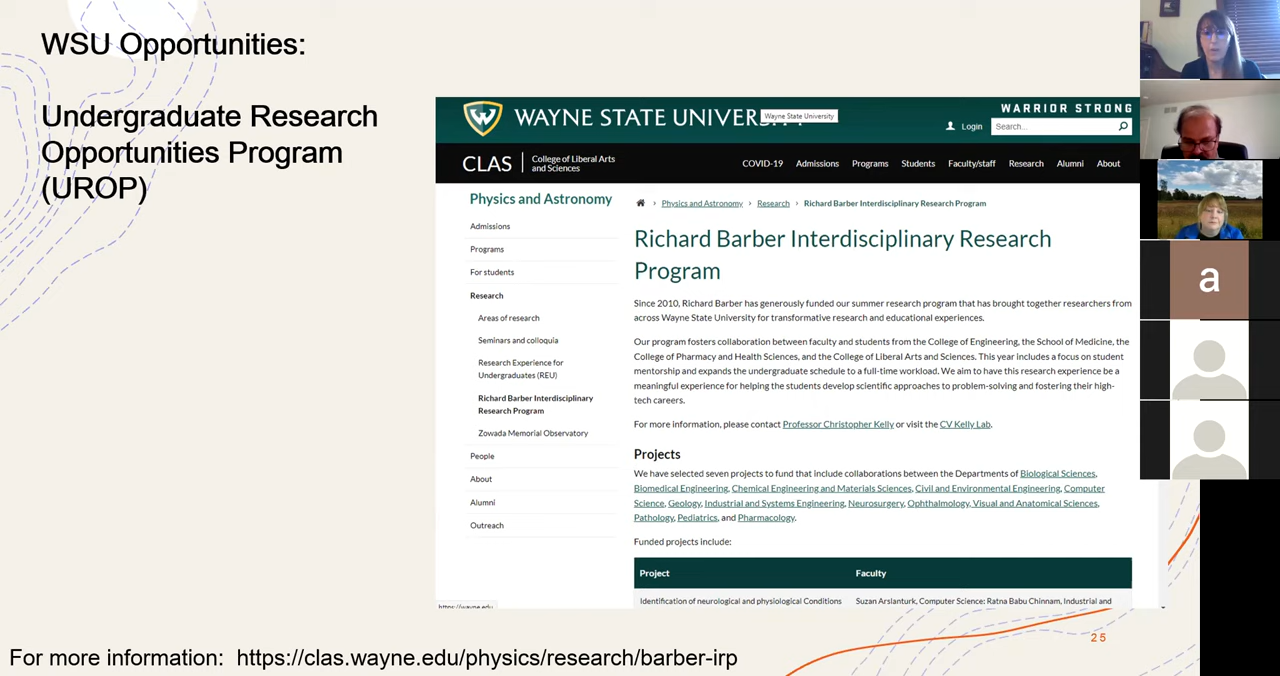 WSU Opportunities:
Undergraduate Research
Opportunities Program
(UROP)
WAYNE STATE UNIVER
Wayne State University
WARRIOR STRONG
Login
Search...
CLAS
College of Liberal Arts
and Sciences
COVID-19 Admissions Programs Students Faculty/staff Research Alumni About
Physics and Astronomy
Admissions
Programs
For students
Research
Areas of research
Seminars and colloquia
Research Experience for
Undergraduates (REU)
Richard Barber Interdisciplinary
Research Program
Zowada Memorial Observatory
People
About
Alumni
Outreach
https://wayne.edu
Physics and Astronomy > Research > Richard Barber Interdisciplinary Research Program
Richard Barber Interdisciplinary Research
Program
Since 2010, Richard Barber has generously funded our summer research program that has brought together researchers from
across Wayne State University for transformative research and educational experiences.
Our program fosters collaboration between faculty and students from the College of Engineering, the School of Medicine, the
College of Pharmacy and Health Sciences, and the College of Liberal Arts and Sciences. This year includes a focus on student
mentorship and expands the undergraduate schedule to a full-time workload. We aim to have this research experience be a
meaningful experience for helping the students develop scientific approaches to problem-solving and fostering their high-
tech careers.
For more information, please contact Professor Christopher Kelly or visit the CV Kelly Lab.
Projects
We have selected seven projects to fund that include collaborations between the Departments of Biological Sciences,
Biomedical Engineering, Chemical Engineering and Materials Sciences, Civil and Environmental Engineering, Computer
Science, Geology, Industrial and Systems Engineering, Neurosurgery, Ophthalmology, Visual and Anatomical Sciences,
Pathology, Pediatrics, and Pharmacology.
Funded projects include:
Project Faculty
Identification of neurological and physiological Conditions Suzan Arslanturk, Computer Science; Ratna Babu Chinnam, Industrial and
a
25
For more information: https://clas.wayne.edu/physics/research/barber-irp